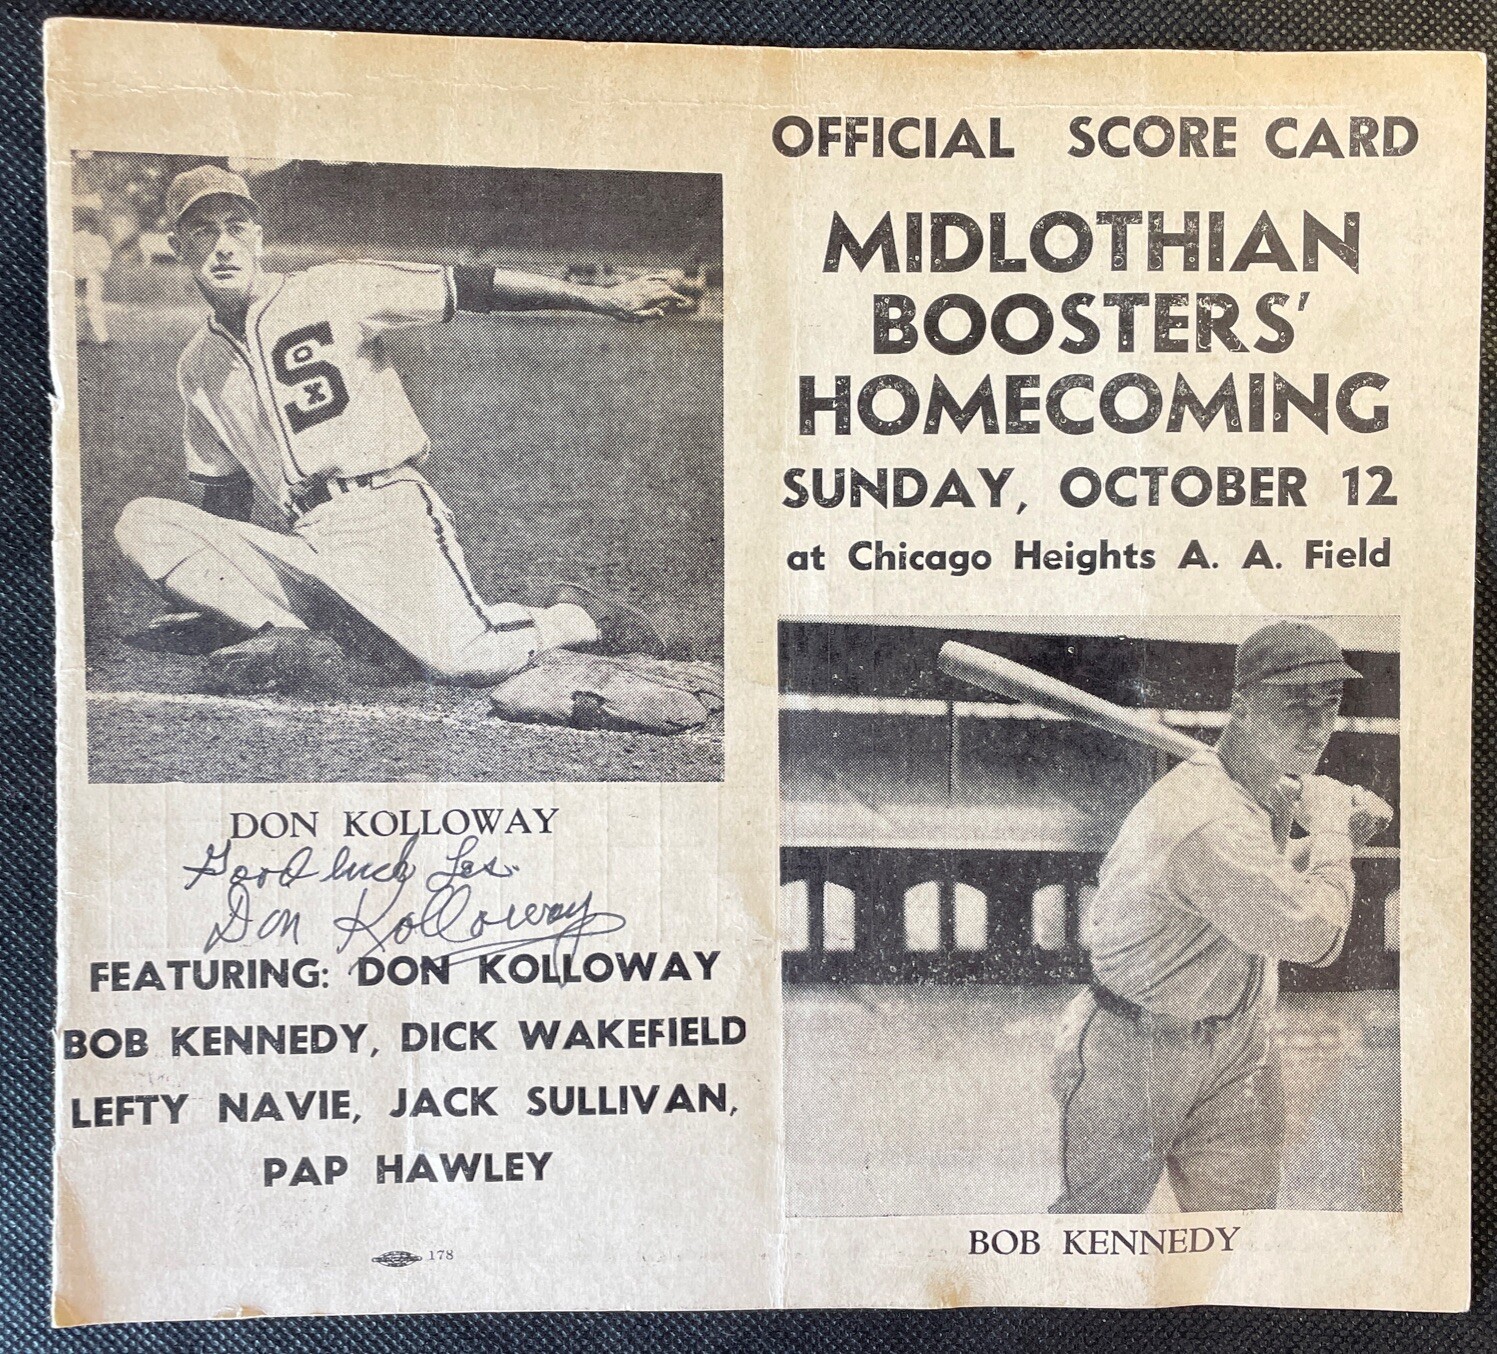 SOX
DON KOLLOWAY
Good luck Les.
Don Kolloway
FEATURING: DON KOLLOWAY
BOB KENNEDY, DICK WAKEFIELD
LEFTY NAVIE, JACK SULLIVAN,
PAP HAWLEY
178
OFFICIAL SCORE CARD
MIDLOTHIAN
BOOSTERS'
HOMECOMING
SUNDAY, OCTOBER 12
at Chicago Heights A. A. Field
BOB KENNEDY